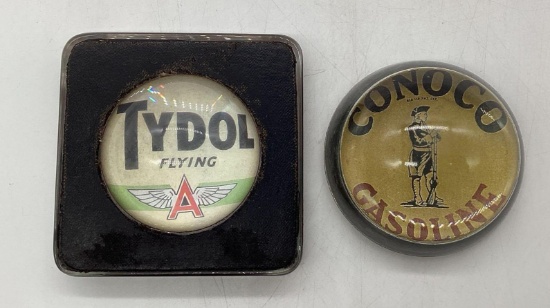 TYDOL
FLYING
A
CONOCO
GASOLINE